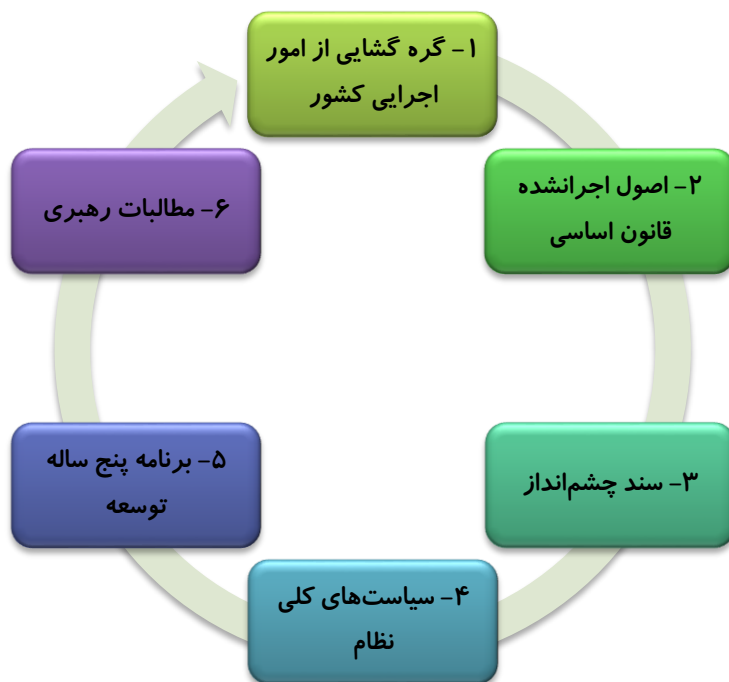 ۱- گره گشایی از امور
اجرایی کشور
۲- اصول اجرانشده
قانون اساسی
۳- سند چشم‌انداز
۴- سیاست‌های کلی
نظام
۵- برنامه پنج ساله
توسعه
۶- مطالبات رهبری